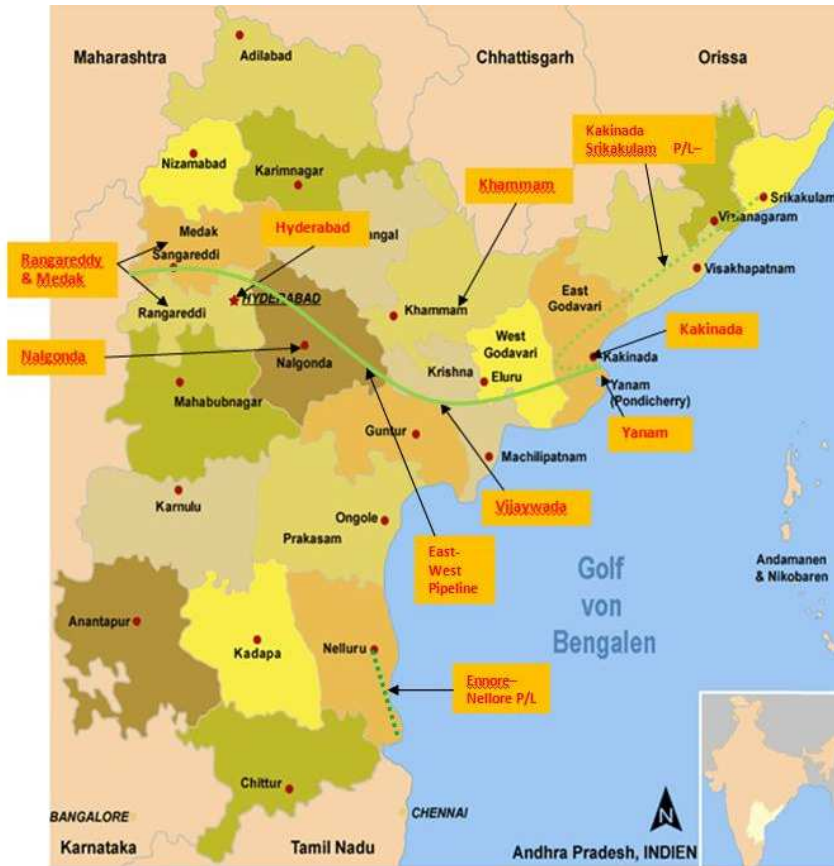 Maharashtra
Chhattisgarh
Orissa
Adilabad
Kakinada
Srikakulam P/L–
Nizamabad
Karimnagar
Khammam
Srikakulam
Medak
Hyderabad
Sangareddi
Rangareddy
& Medak
Visakhapatnam
HYDERABAD
Rangareddi
Khammam
East
Godavari
West
Godavari
Kakinada
Nalgonda
Nalgonda
Krishna
Eluru
Kakinada
Mahabubnagar
Yanam
(Pondicherry)
Guntur
Yanam
Machilipatnam
Karnulu
Vijaywada
Ongole
Prakasam
East-
West
Pipeline
Golf
von
Bengalen
Andamanen
& Nikobaren
Anantapur
Kadapa
Nelluru
Ennore–
Nellore P/L
Chittur
BANGALORE
CHENNAI
N
Karnataka
Tamil Nadu
Andhra Pradesh, INDIEN